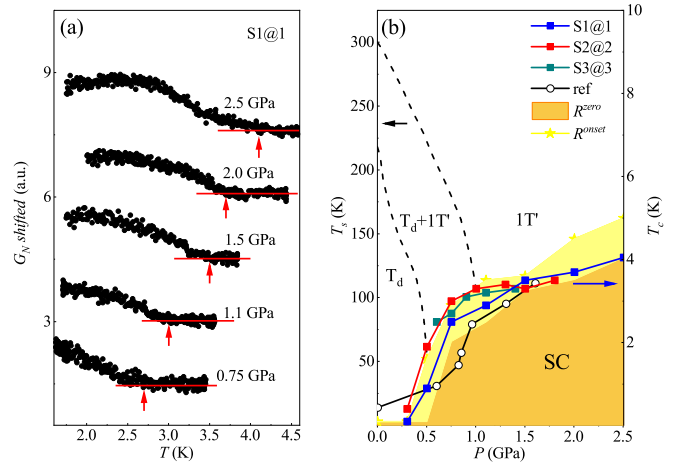 (a)
S1@1
9
6
3
G_N shifted (a.u.)
2.5 GPa
2.0 GPa
1.5 GPa
1.1 GPa
0.75 GPa
2.0 2.5 3.0 3.5 4.0 4.5
T (K)
(b)
S1@1
S2@2
S3@3
ref
R^zero
R^onset
300
250
200
150
100
50
T_s (K)
10
8
6
4
2
T_c (K)
T_d+1T'
1T'
T_d
SC
0.0 0.5 1.0 1.5 2.0 2.5
P (GPa)